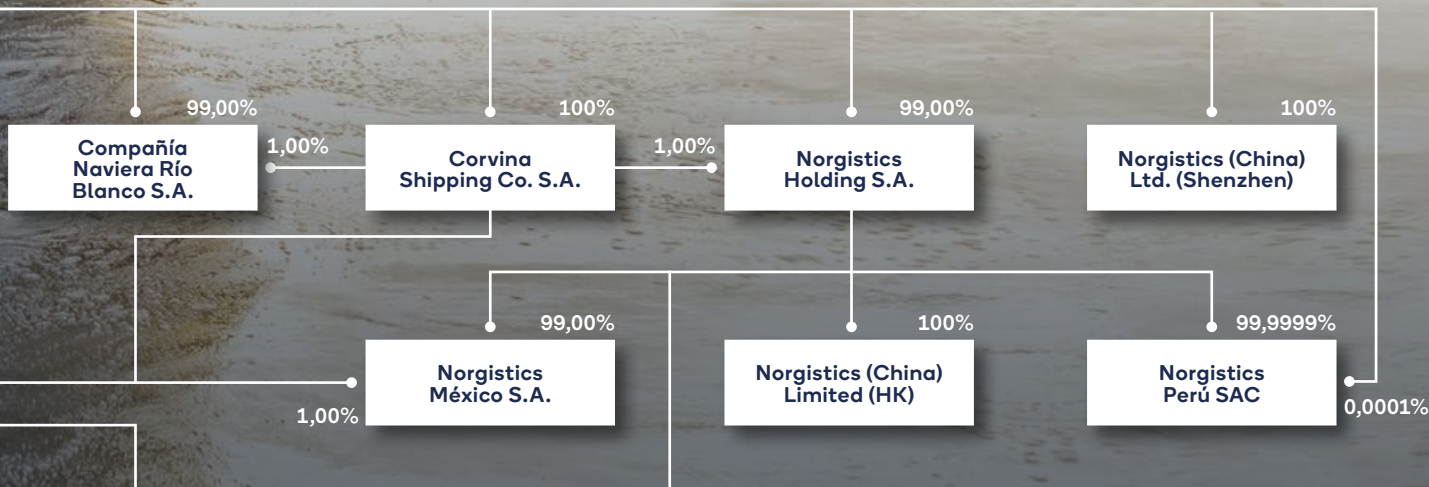 99,00%
100%
99,00%
100%
Compañía
Naviera Río
Blanco S.A.
1,00%
Corvina
Shipping Co. S.A.
1,00%
Norgistics
Holding S.A.
Norgistics (China)
Ltd. (Shenzhen)
99,00%
100%
99,9999%
Norgistics
México S.A.
1,00%
Norgistics (China)
Limited (HK)
Norgistics
Perú SAC
0,0001%